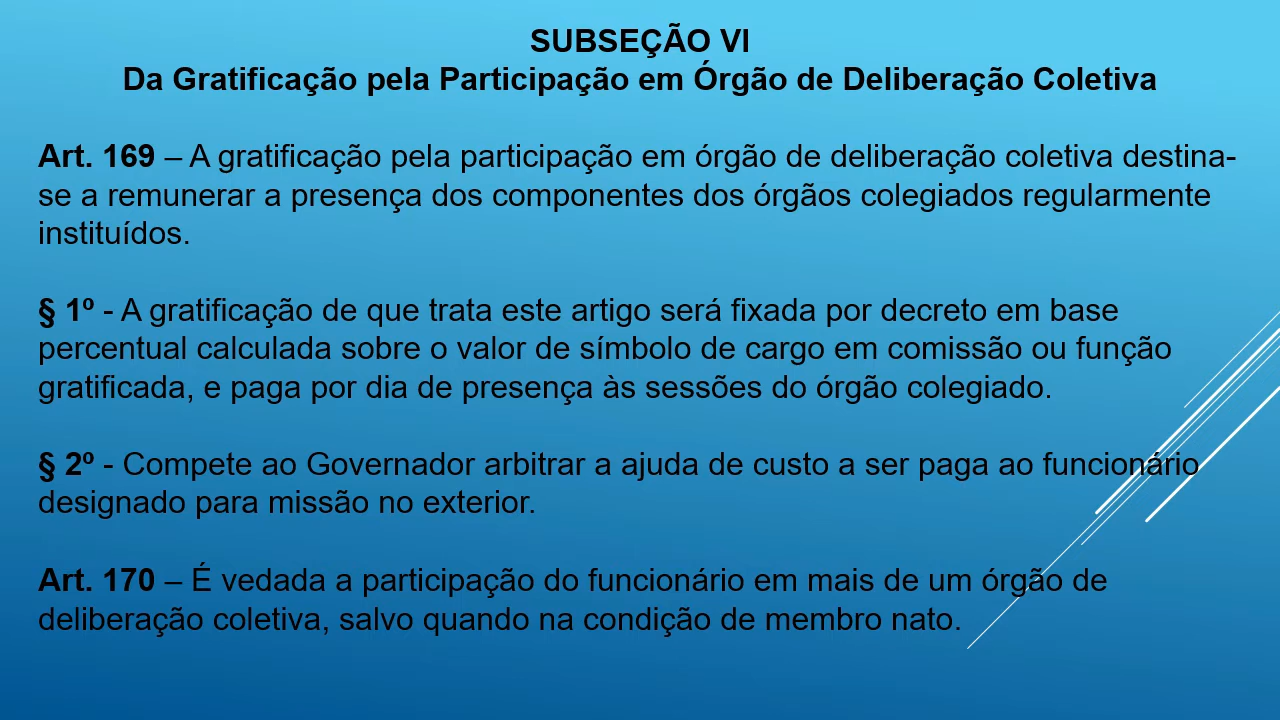 SUBSEÇÃO VI
Da Gratificação pela Participação em Órgão de Deliberação Coletiva
Art. 169 – A gratificação pela participação em órgão de deliberação coletiva destina-
se a remunerar a presença dos componentes dos órgãos colegiados regularmente
instituídos.
§ 1º - A gratificação de que trata este artigo será fixada por decreto em base
percentual calculada sobre o valor de símbolo de cargo em comissão ou função
gratificada, e paga por dia de presença às sessões do órgão colegiado.
§ 2º - Compete ao Governador arbitrar a ajuda de custo a ser paga ao funcionário
designado para missão no exterior.
Art. 170 – É vedada a participação do funcionário em mais de um órgão de
deliberação coletiva, salvo quando na condição de membro nato.